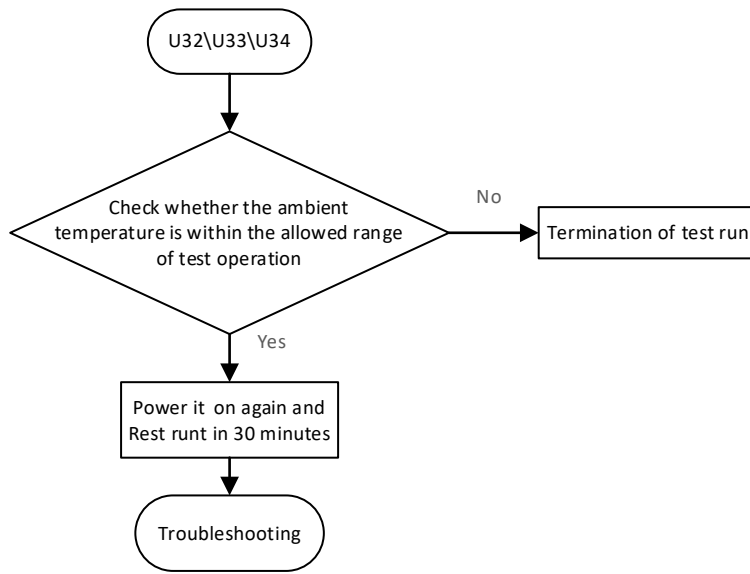 U32\U33\U34
Check whether the ambient
temperature is within the allowed range
of test operation
No
Termination of test run
Yes
Power it on again and
Rest runt in 30 minutes
Troubleshooting